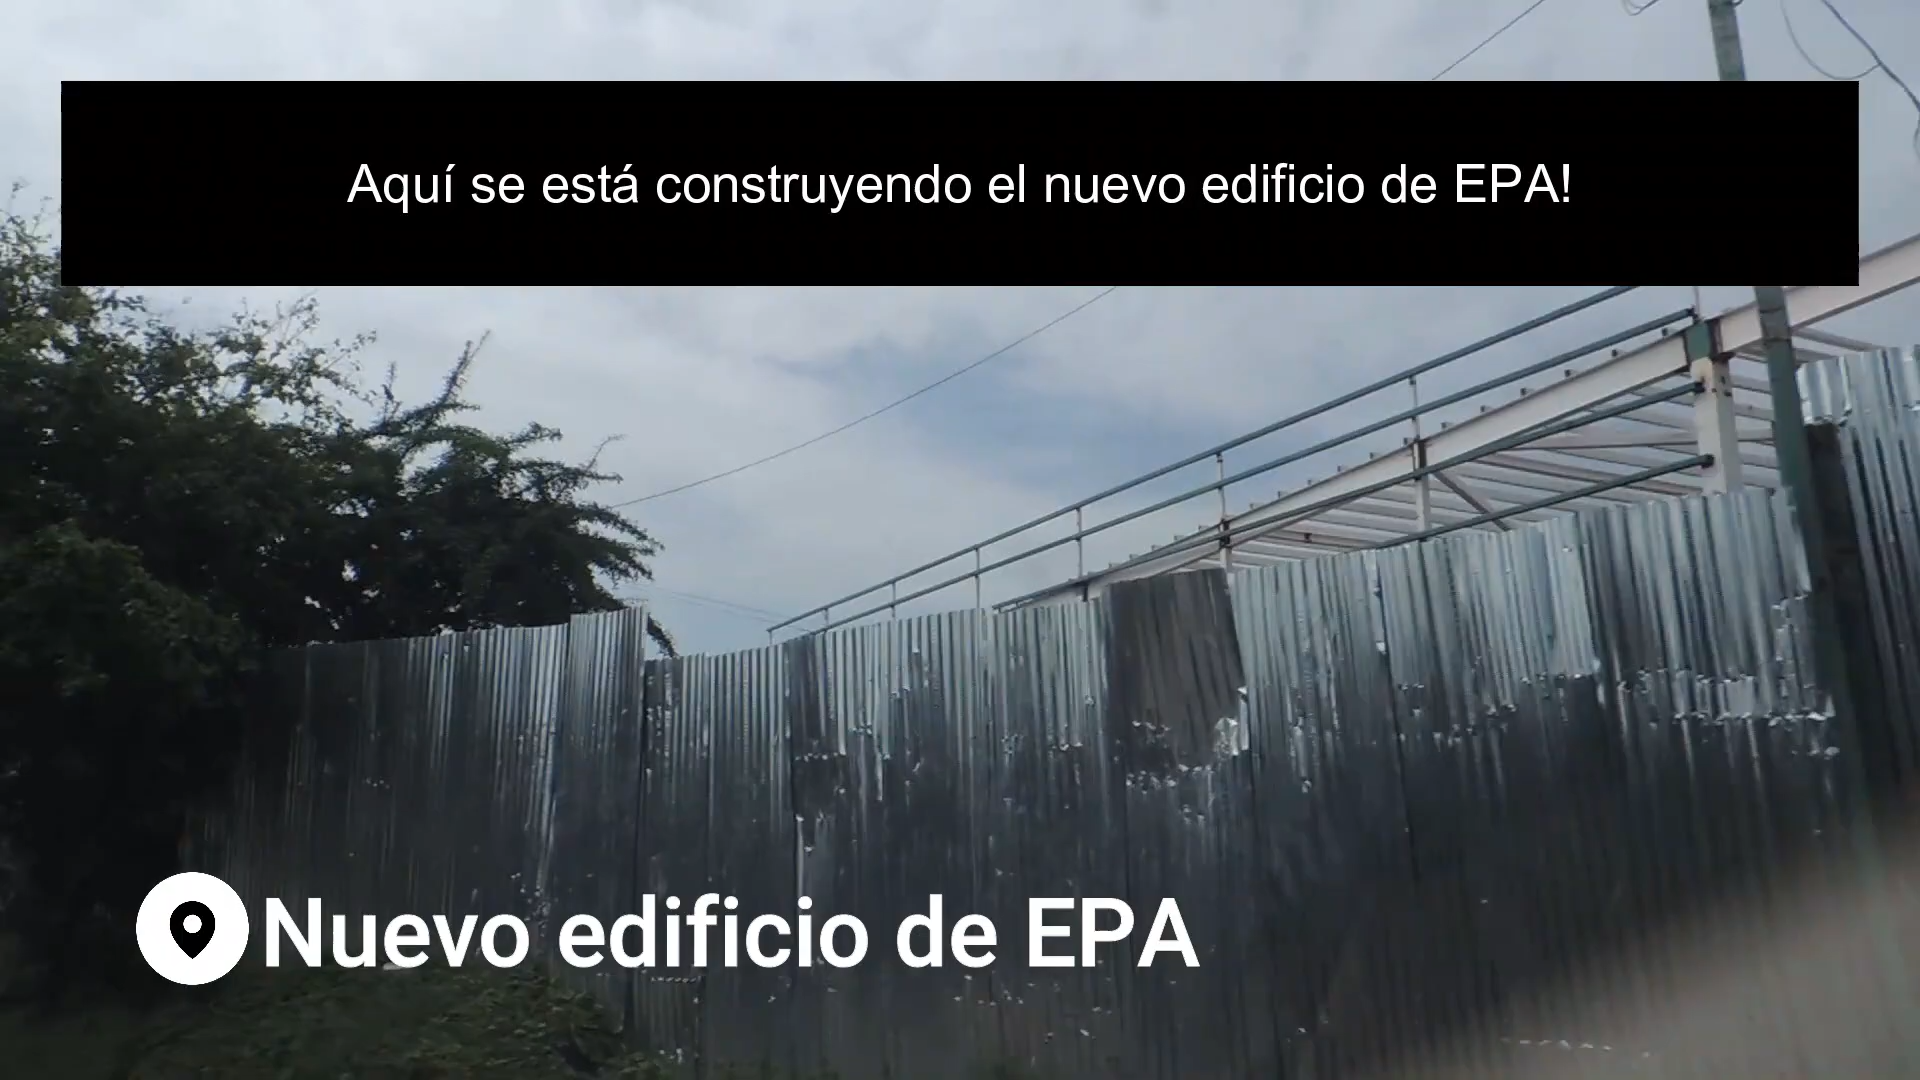 Aquí se está construyendo el nuevo edificio de EPA!
Nuevo edificio de EPA